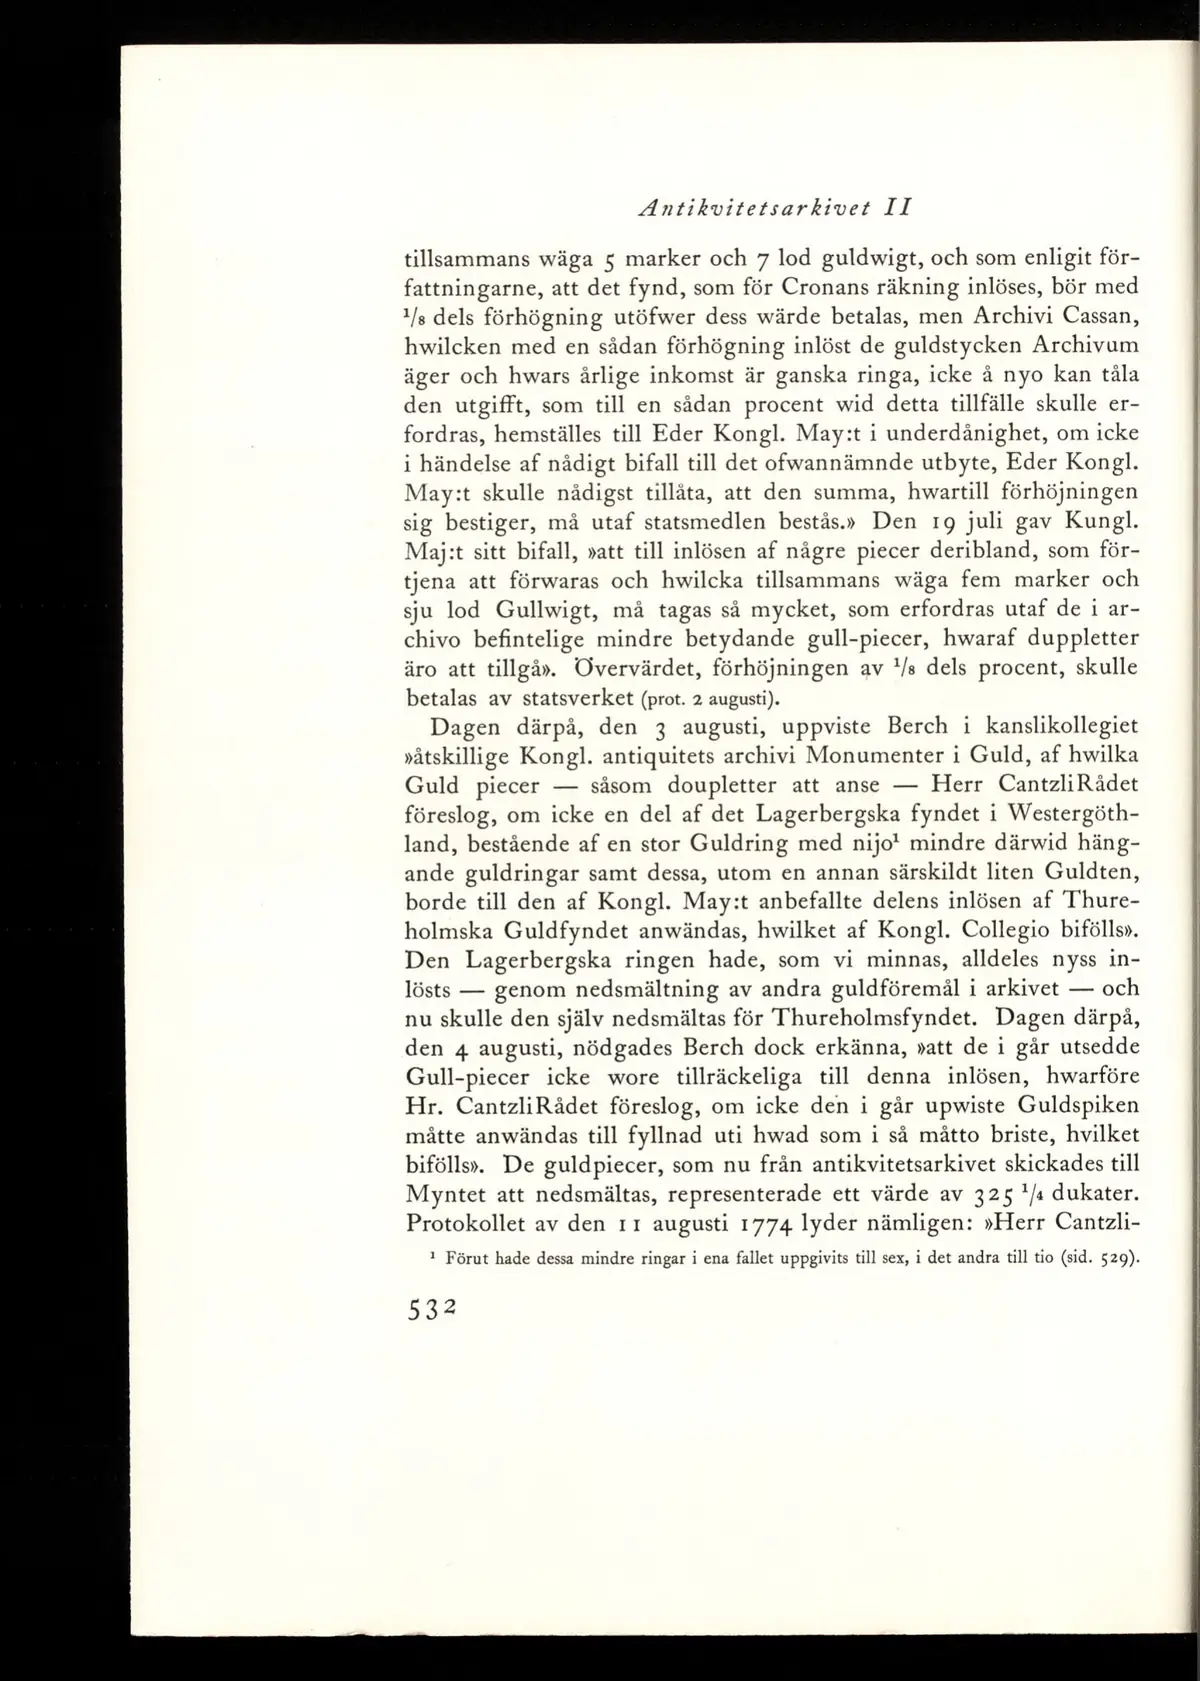 Antikvitetsarkivet II
tillsammans wäga 5 marker och 7 lod guldwigt, och som enligit för-
fattningarne, att det fynd, som för Cronans räkning inlöses, bör med
1/8 dels förhögning utöfwer dess wärde betalas, men Archivi Cassan,
hwilcken med en sådan förhögning inlöst de guldstycken Archivum
äger och hwars årlige inkomst är ganska ringa, icke å nyo kan tåla
den utgifft, som till en sådan procent wid detta tillfälle skulle er-
fordras, hemställes till Eder Kongl. May:t i underdånighet, om icke
i händelse af nådigt bifall till det ofwannämnde utbyte, Eder Kongl.
May:t skulle nådigst tillåta, att den summa, hwartill förhöjningen
sig bestiger, må utaf statsmedlen bestås.» Den 19 juli gav Kungl.
Maj:t sitt bifall, »att till inlösen af någre piecer deribland, som för-
tjena att förwaras och hwilcka tillsammans wäga fem marker och
sju lod Gullwigt, må tagas så mycket, som erfordras utaf de i ar-
chivo befintelige mindre betydande gull-piecer, hwaraf duppletter
äro att tillgå». Övervärdet, förhöjningen av 1/8 dels procent, skulle
betalas av statsverket (prot. 2 augusti).
Dagen därpå, den 3 augusti, uppviste Berch i kanslikollegiet
»åtskillige Kongl. antiquitets archivi Monumenter i Guld, af hwilka
Guld piecer — såsom doupletter att anse — Herr CantzliRådet
föreslog, om icke en del af det Lagerbergska fyndet i Westergöth-
land, bestående af en stor Guldring med nijo¹ mindre därwid häng-
ande guldringar samt dessa, utom en annan särskildt liten Guldten,
borde till den af Kongl. May:t anbefallte delens inlösen af Thure-
holmska Guldfyndet anwändas, hwilket af Kongl. Collegio bifölls».
Den Lagerbergska ringen hade, som vi minnas, alldeles nyss in-
lösts — genom nedsmältning av andra guldföremål i arkivet — och
nu skulle den själv nedsmältas för Thureholmsfyndet. Dagen därpå,
den 4 augusti, nödgades Berch dock erkänna, »att de i går utsedde
Gull-piecer icke wore tillräckeliga till denna inlösen, hwarföre
Hr. CantzliRådet föreslog, om icke den i går upwiste Guldspiken
måtte anwändas till fyllnad uti hwad som i så måtto briste, hvilket
bifölls». De guldpiecer, som nu från antikvitetsarkivet skickades till
Myntet att nedsmältas, representerade ett värde av 325 1/4 dukater.
Protokollet av den 11 augusti 1774 lyder nämligen: »Herr Cantzli-
¹ Förut hade dessa mindre ringar i ena fallet uppgivits till sex, i det andra till tio (sid. 529).
532